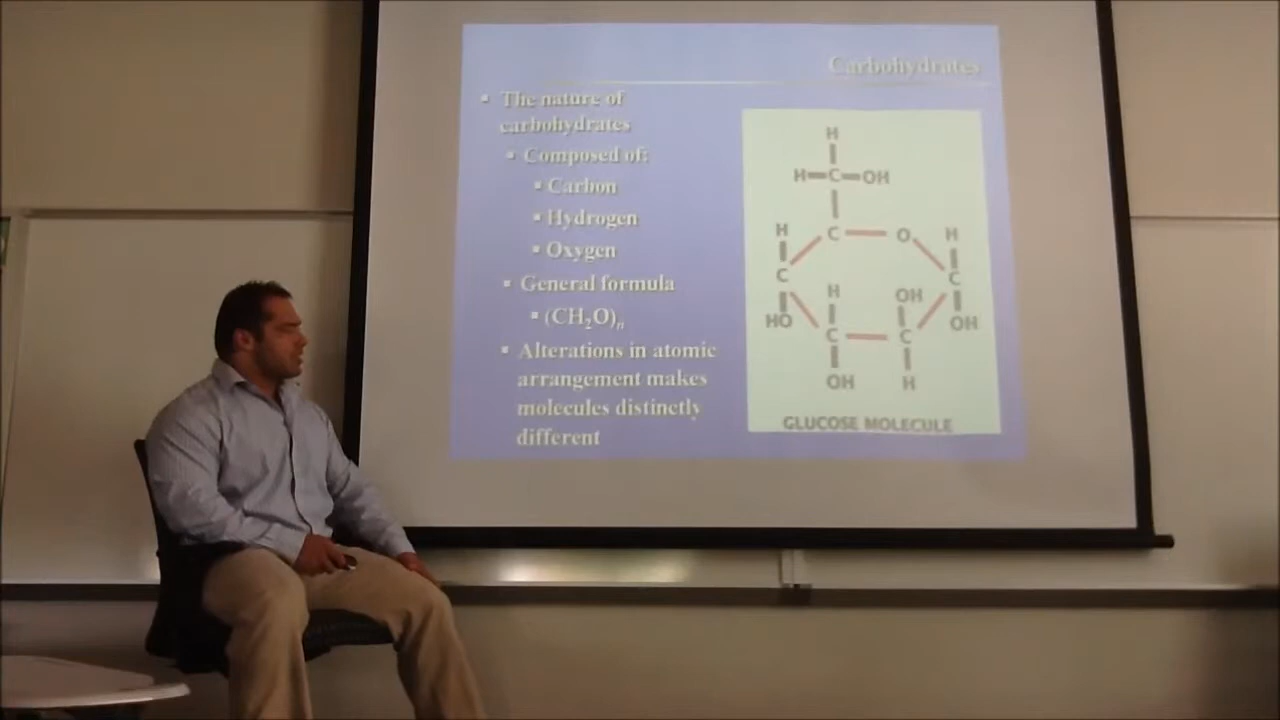 Carbohydrates
▪ The nature of
carbohydrates
▪ Composed of:
▪ Carbon
▪ Hydrogen
▪ Oxygen
▪ General formula
▪ (CH₂O)ₙ
▪ Alterations in atomic
arrangement makes
molecules distinctly
different
H
H C OH
H C O H
C C
H OH
HO C C OH
OH H
GLUCOSE MOLECULE